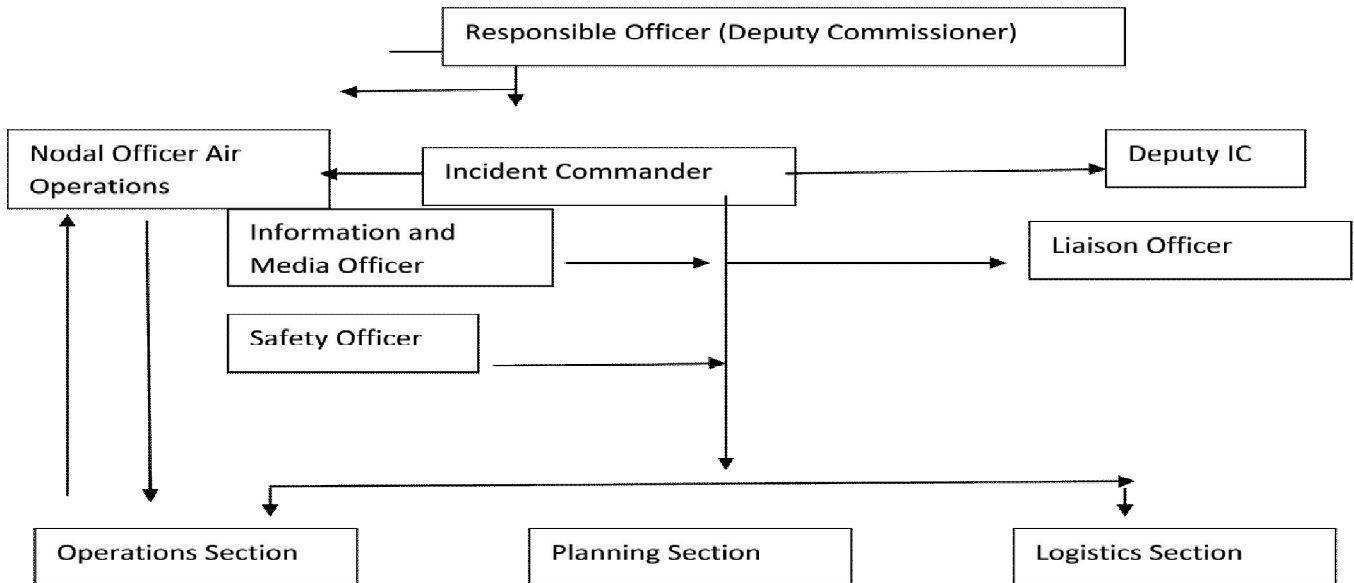 Responsible Officer (Deputy Commissioner)
Nodal Officer Air
Operations
Incident Commander
Deputy IC
Information and
Media Officer
Liaison Officer
Safety Officer
Operations Section
Planning Section
Logistics Section